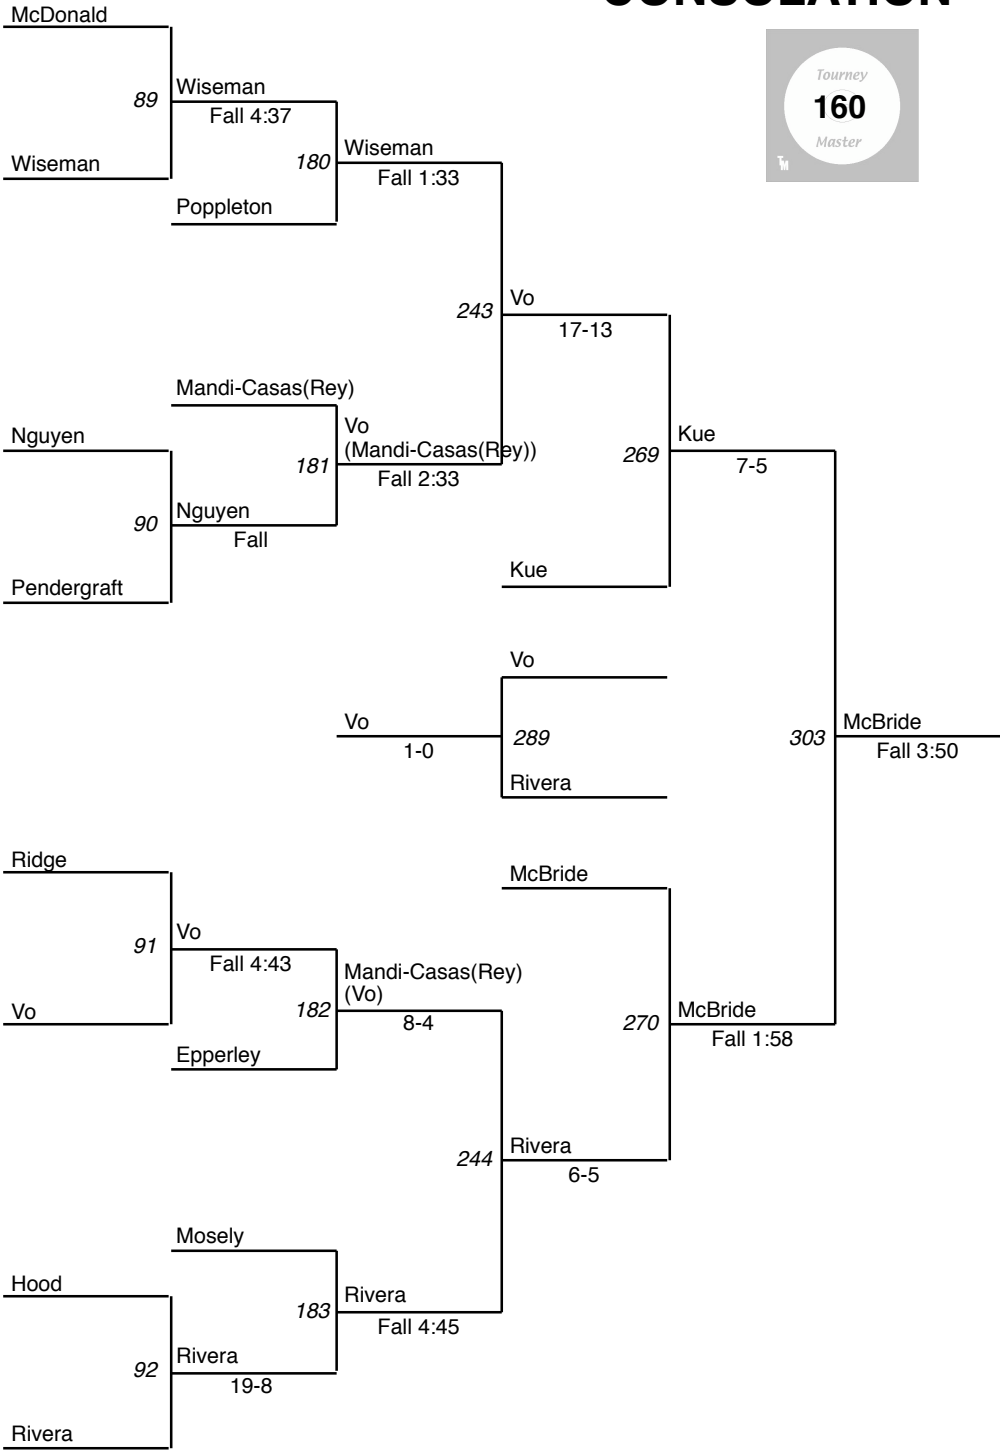 CONSOLATION
McDonald
Tourney
160
Master
TM
89
Wiseman
Fall 4:37
Wiseman
180
Wiseman
Fall 1:33
Poppleton
243
Vo
17-13
Mandi-Casas(Rey)
Nguyen
Vo
(Mandi-Casas(Rey))
181
Fall 2:33
269
Kue
7-5
90
Nguyen
Fall
Kue
Pendergraft
Vo
Vo
1-0
289
Rivera
303
McBride
Fall 3:50
Ridge
McBride
91
Vo
Fall 4:43
Mandi-Casas(Rey)
(Vo)
182
8-4
Vo
270
McBride
Fall 1:58
Epperley
244
Rivera
6-5
Mosely
Hood
183
Rivera
Fall 4:45
92
Rivera
19-8
Rivera